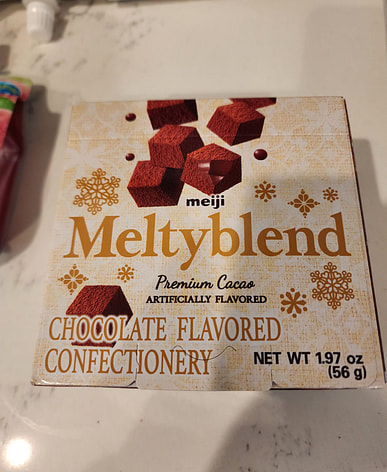 meiji
Meltyblend
Premium Cacao
ARTIFICIALLY FLAVORED
CHOCOLATE FLAVORED
CONFECTIONERY
NET WT 1.97 oz
(56 g)